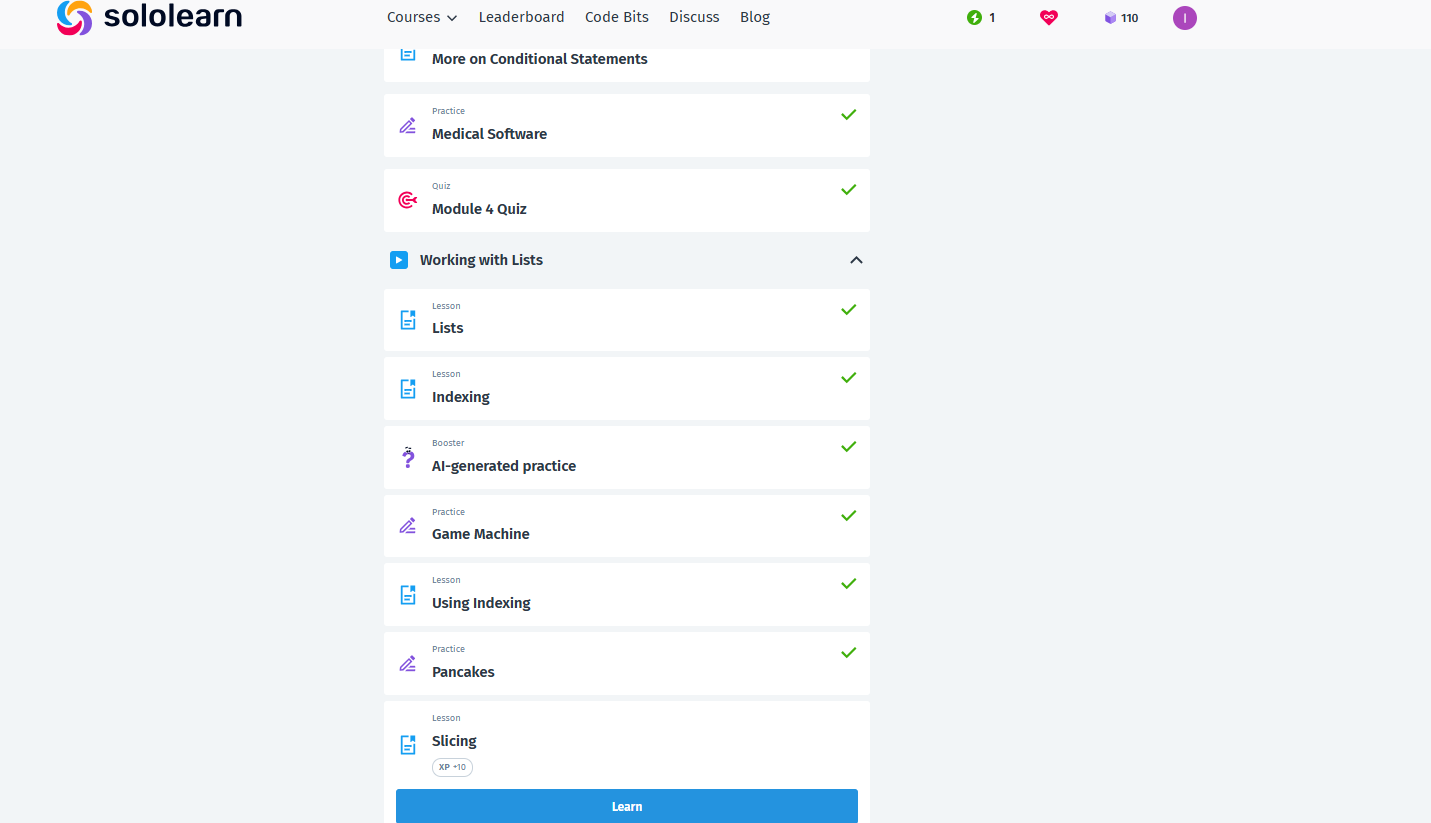 sololearn
Courses Leaderboard Code Bits Discuss Blog 1 110 I
More on Conditional Statements
Practice
Medical Software
Quiz
Module 4 Quiz
Working with Lists
Lesson
Lists
Lesson
Indexing
Booster
AI-generated practice
Practice
Game Machine
Lesson
Using Indexing
Practice
Pancakes
Lesson
Slicing
XP +10
Learn